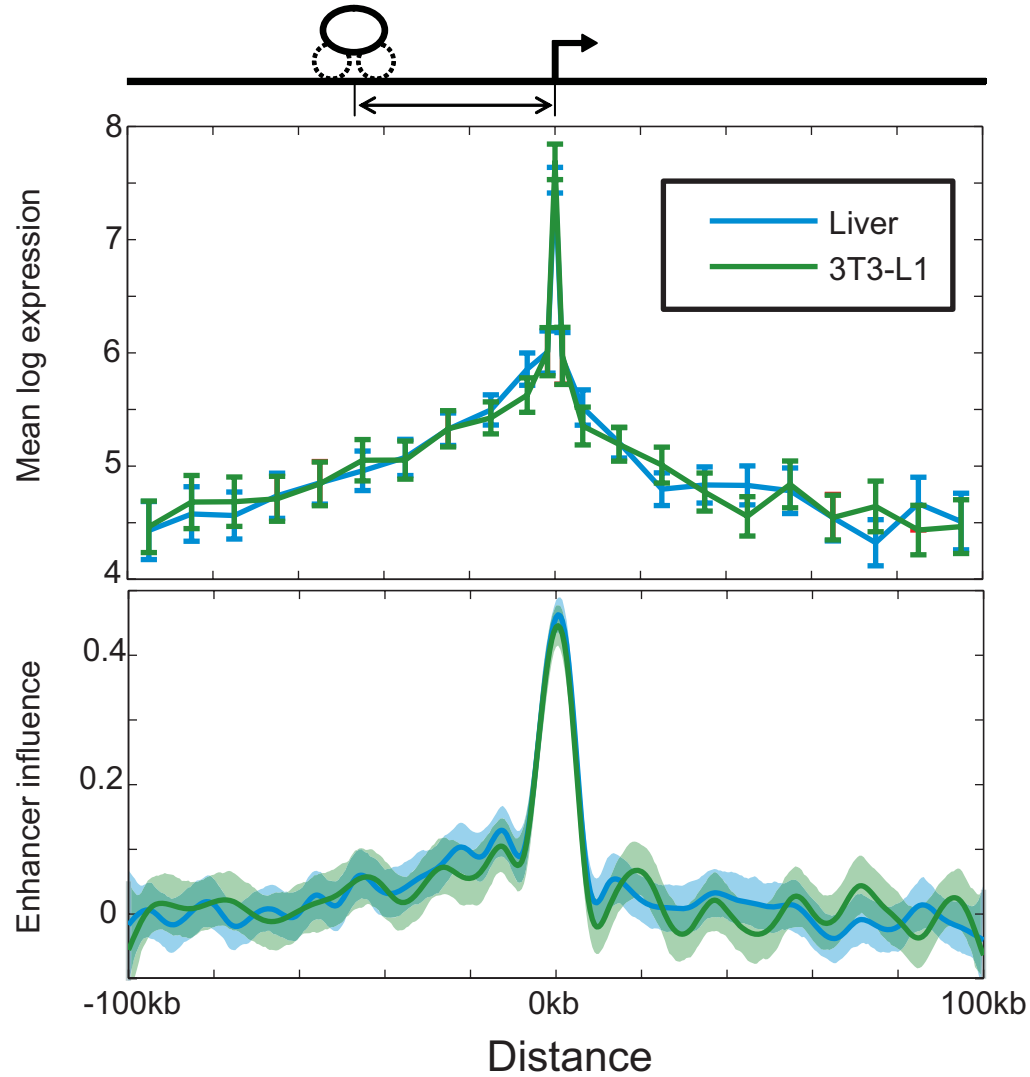 8
7
6
5
4
Mean log expression
Liver
3T3-L1
0.4
0.2
0
Enhancer influence
-100kb
0kb
100kb
Distance